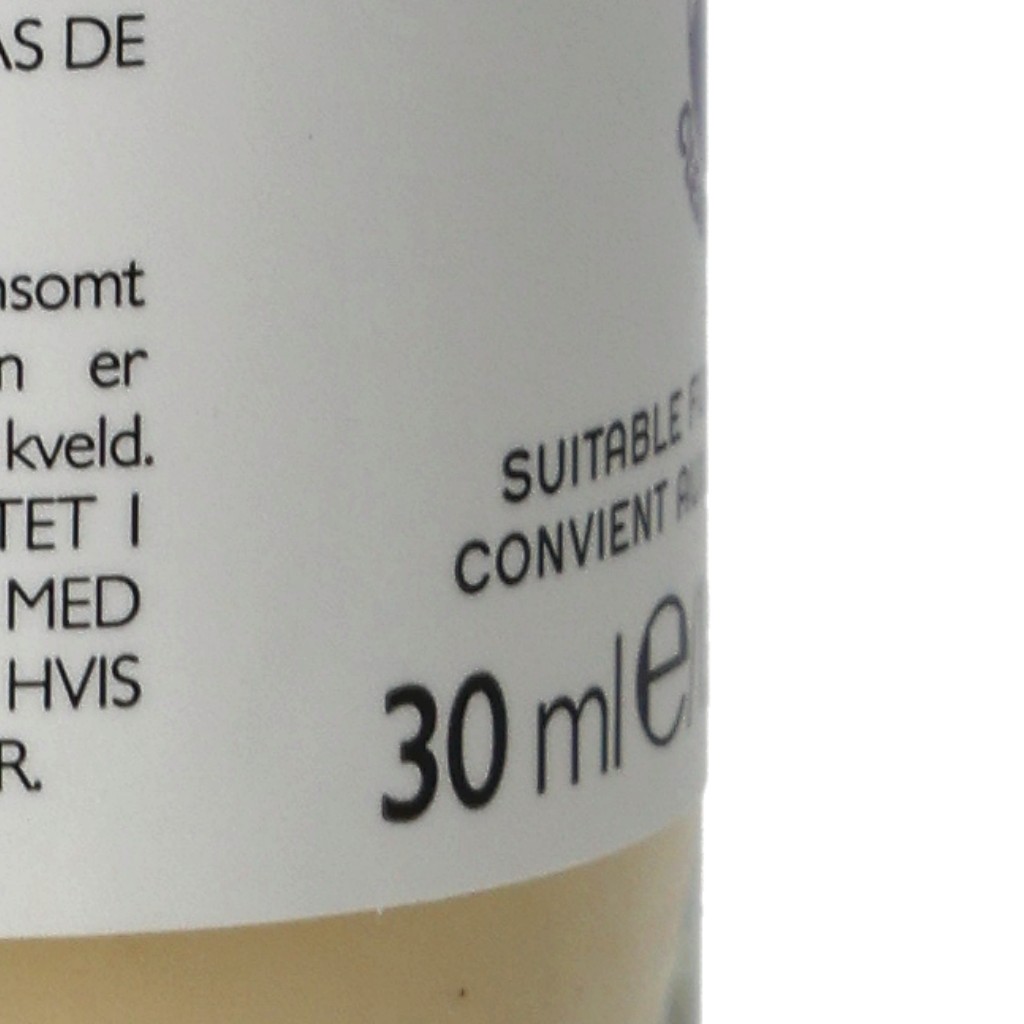 AS DE
nsomt
n er
kveld.
TET I
MED
HVIS
R.
SUITABLE
CONVIENT
30 ml e